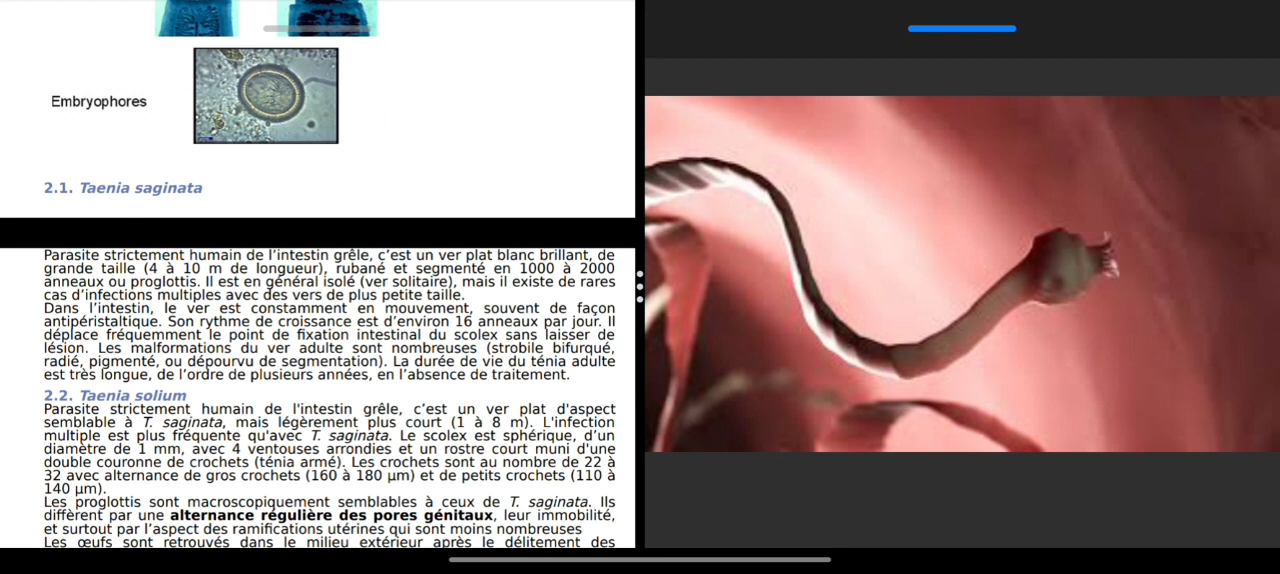 Embryophores
2.1. Taenia saginata
Parasite strictement humain de l’intestin grêle, c’est un ver plat blanc brillant, de
grande taille (4 à 10 m de longueur), rubané et segmenté en 1000 à 2000
anneaux ou proglottis. Il est en général isolé (ver solitaire), mais il existe de rares
cas d’infections multiples avec des vers de plus petite taille.
Dans l’intestin, le ver est constamment en mouvement, souvent de façon
antipéristaltique. Son rythme de croissance est d’environ 16 anneaux par jour. Il
déplace fréquemment le point de fixation intestinal du scolex sans laisser de
lésion. Les malformations du ver adulte sont nombreuses (strobile bifurqué,
radié, pigmenté, ou dépourvu de segmentation). La durée de vie du ténia adulte
est très longue, de l’ordre de plusieurs années, en l’absence de traitement.
2.2. Taenia solium
Parasite strictement humain de l'intestin grêle, c’est un ver plat d'aspect
semblable à T. saginata, mais légèrement plus court (1 à 8 m). L'infection
multiple est plus fréquente qu'avec T. saginata. Le scolex est sphérique, d’un
diamètre de 1 mm, avec 4 ventouses arrondies et un rostre court muni d'une
double couronne de crochets (ténia armé). Les crochets sont au nombre de 22 à
32 avec alternance de gros crochets (160 à 180 µm) et de petits crochets (110 à
140 µm).
Les proglottis sont macroscopiquement semblables à ceux de T. saginata. Ils
diffèrent par une alternance régulière des pores génitaux, leur immobilité,
et surtout par l’aspect des ramifications utérines qui sont moins nombreuses
Les œufs sont retrouvés dans le milieu extérieur après le délitement des